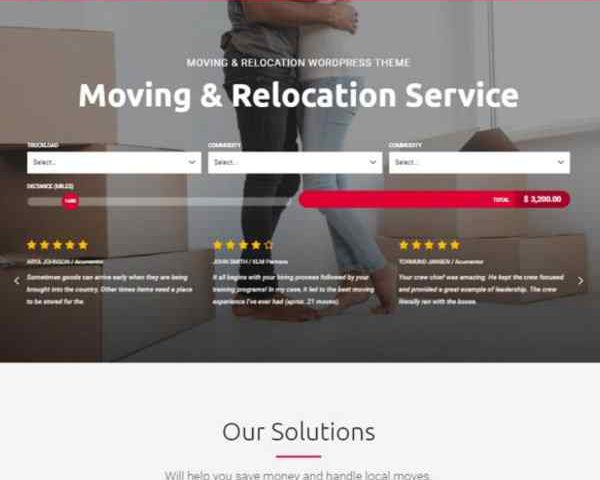 MOVING & RELOCATION WORDPRESS THEME
Moving & Relocation Service
TRUCKLOAD COMMODITY COMMODITY
Select... Select... Select...
DISTANCE (MILES)
TOTAL $ 3,200.00
ARYA JOHNSON / Acumentor JOHN SMITH / KLM Partners TORMUND JANSEN / Acumentor
Sometimes goods can arrive early when they are being
brought into the country. Other times items need a place
to be stored for the
It all begins with your hiring process followed by your
training programs! In my case, it led to the best moving
experience I've ever had (aprox. 21 moves).
Your crew chief was amazing. He kept the crew focused
and provided a great example of leadership. The crew
literally ran with the boxes.
Our Solutions
Will help you save money and handle local moves.